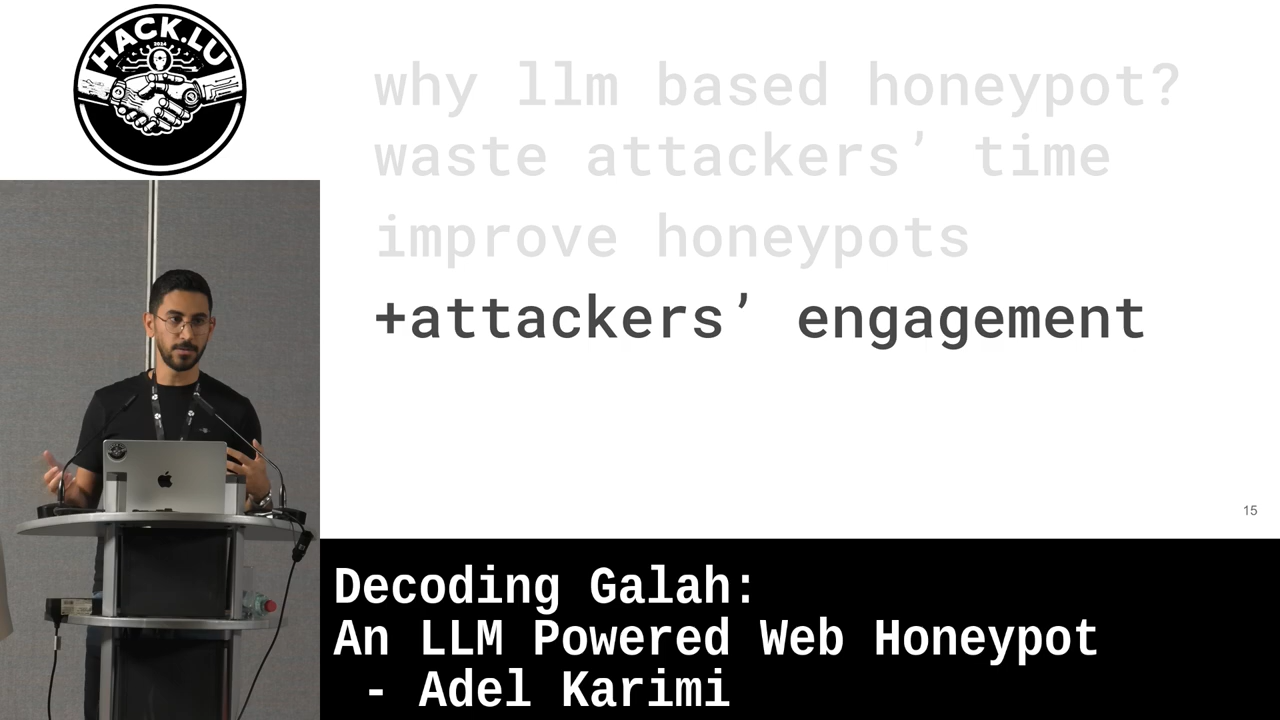 HACK.LU
2024
why llm based honeypot?
waste attackers’ time
improve honeypots
+attackers’ engagement
15
Decoding Galah:
An LLM Powered Web Honeypot
- Adel Karimi